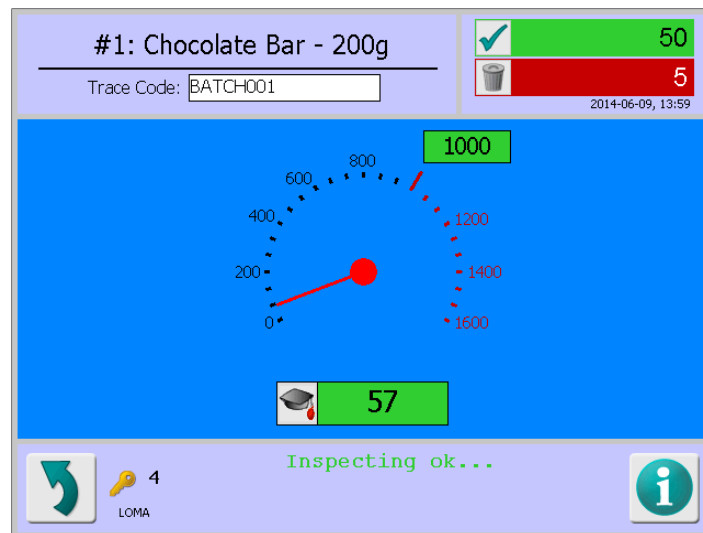 #1: Chocolate Bar - 200g
Trace Code: BATCH001
50
5
2014-06-09, 13:59
1000
800
600
400
200
0
1200
1400
1600
57
Inspecting ok...
4
LOMA
i